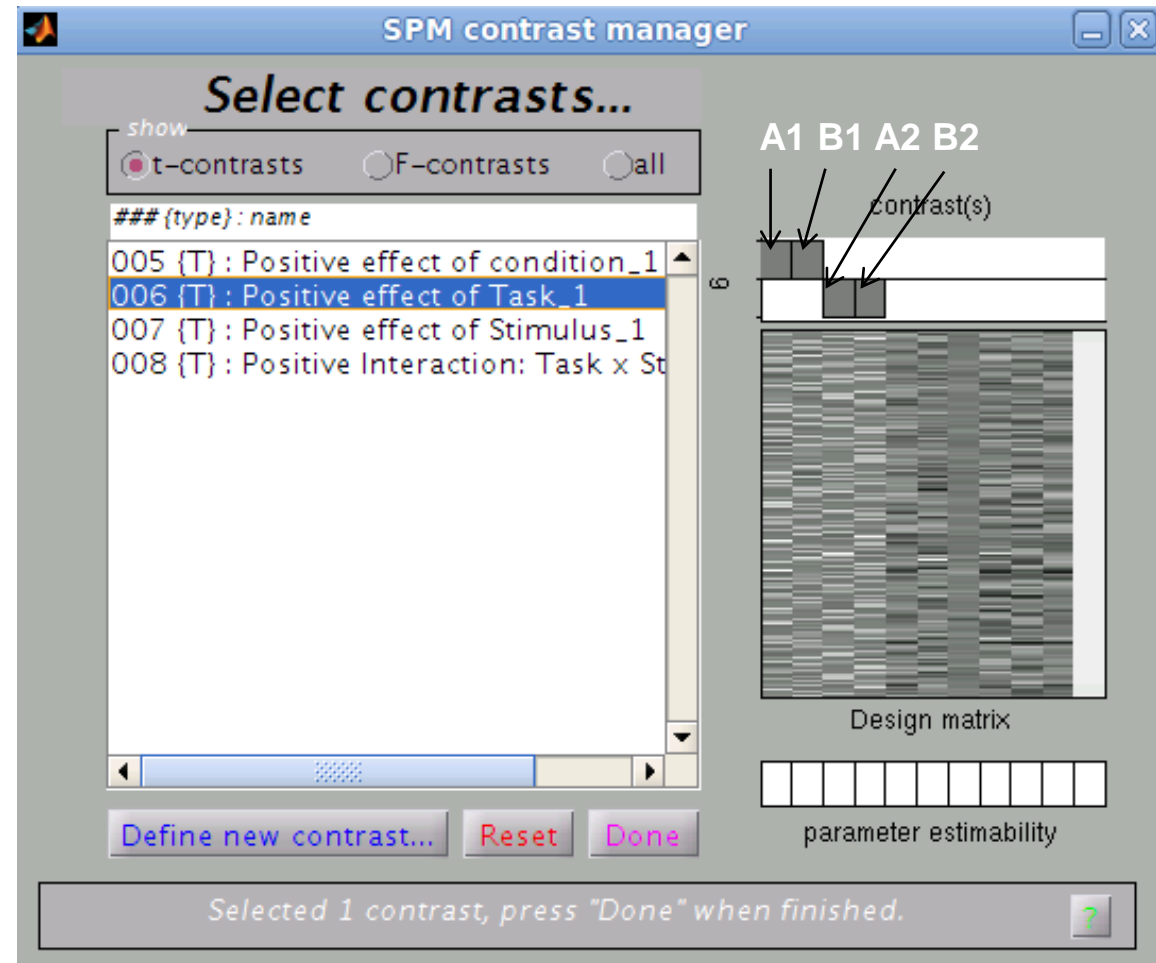 SPM contrast manager
Select contrasts...
show
t-contrasts F-contrasts all
### {type} : name
005 {T} : Positive effect of condition_1
006 {T} : Positive effect of Task_1
007 {T} : Positive effect of Stimulus_1
008 {T} : Positive Interaction: Task x St
Define new contrast... Reset Done
A1 B1 A2 B2
contrast(s)
6
Design matrix
parameter estimability
Selected 1 contrast, press "Done" when finished.
?